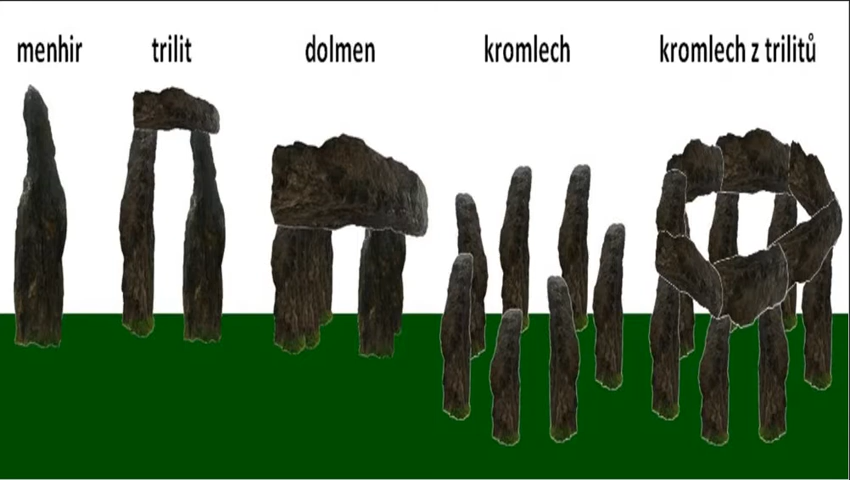 menhir
trilit
dolmen
kromlech
kromlech z trilitů